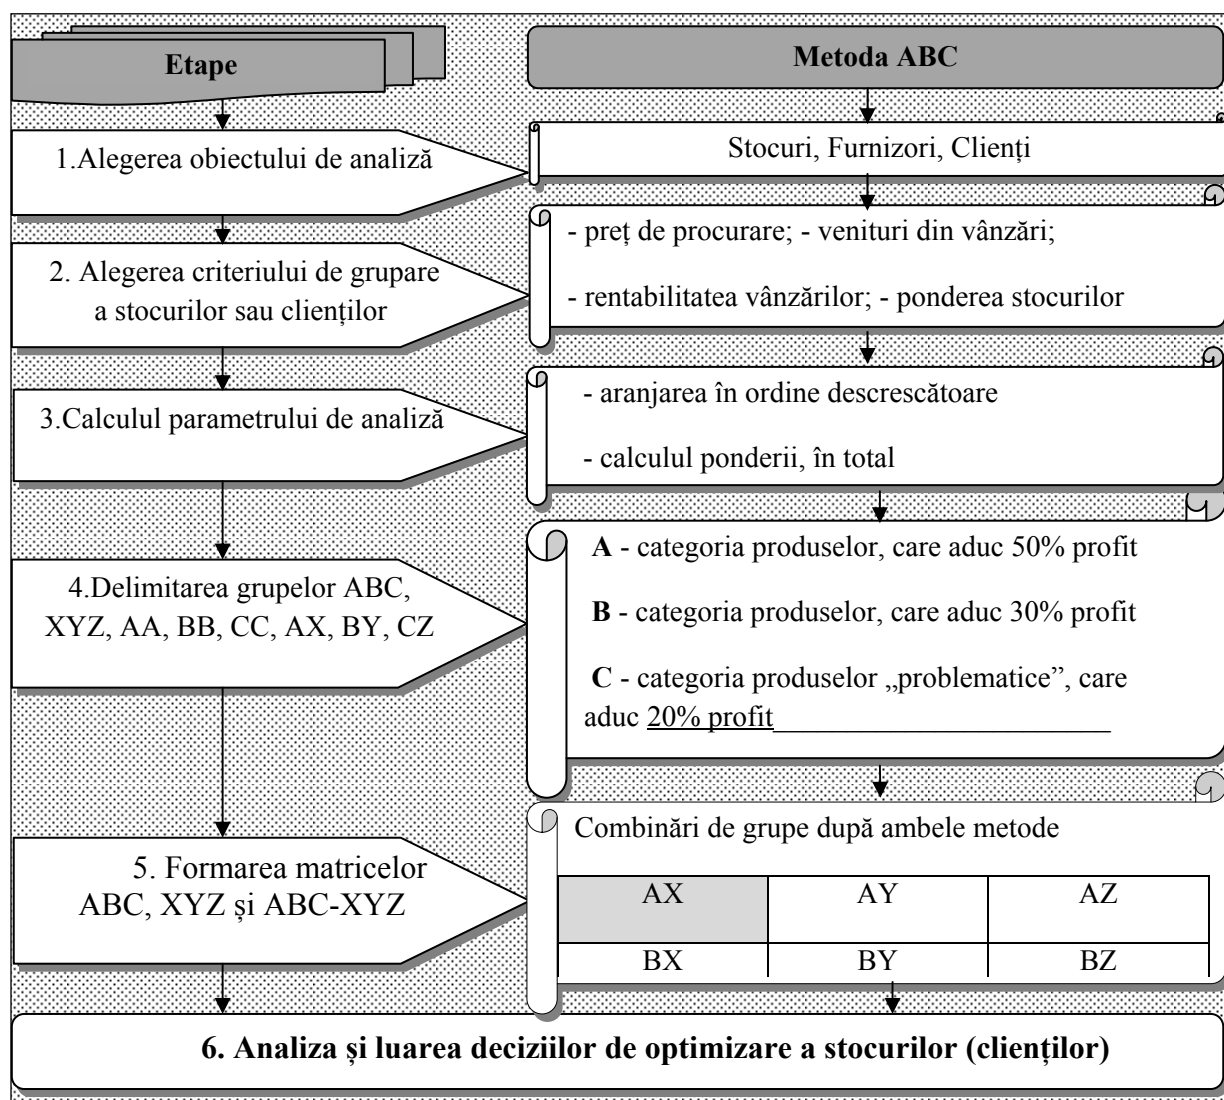 Etape
Metoda ABC
1.Alegerea obiectului de analiză
Stocuri, Furnizori, Clienți
2. Alegerea criteriului de grupare
a stocurilor sau clienților
- preț de procurare; - venituri din vânzări;
- rentabilitatea vânzărilor; - ponderea stocurilor
3.Calculul parametrului de analiză
- aranjarea în ordine descrescătoare
- calculul ponderii, în total
4.Delimitarea grupelor ABC,
XYZ, AA, BB, CC, AX, BY, CZ
A - categoria produselor, care aduc 50% profit
B - categoria produselor, care aduc 30% profit
C - categoria produselor „problematice”, care
aduc 20% profit________________________
5. Formarea matricelor
ABC, XYZ și ABC-XYZ
Combinări de grupe după ambele metode
AX AY AZ
BX BY BZ
6. Analiza și luarea deciziilor de optimizare a stocurilor (clienților)